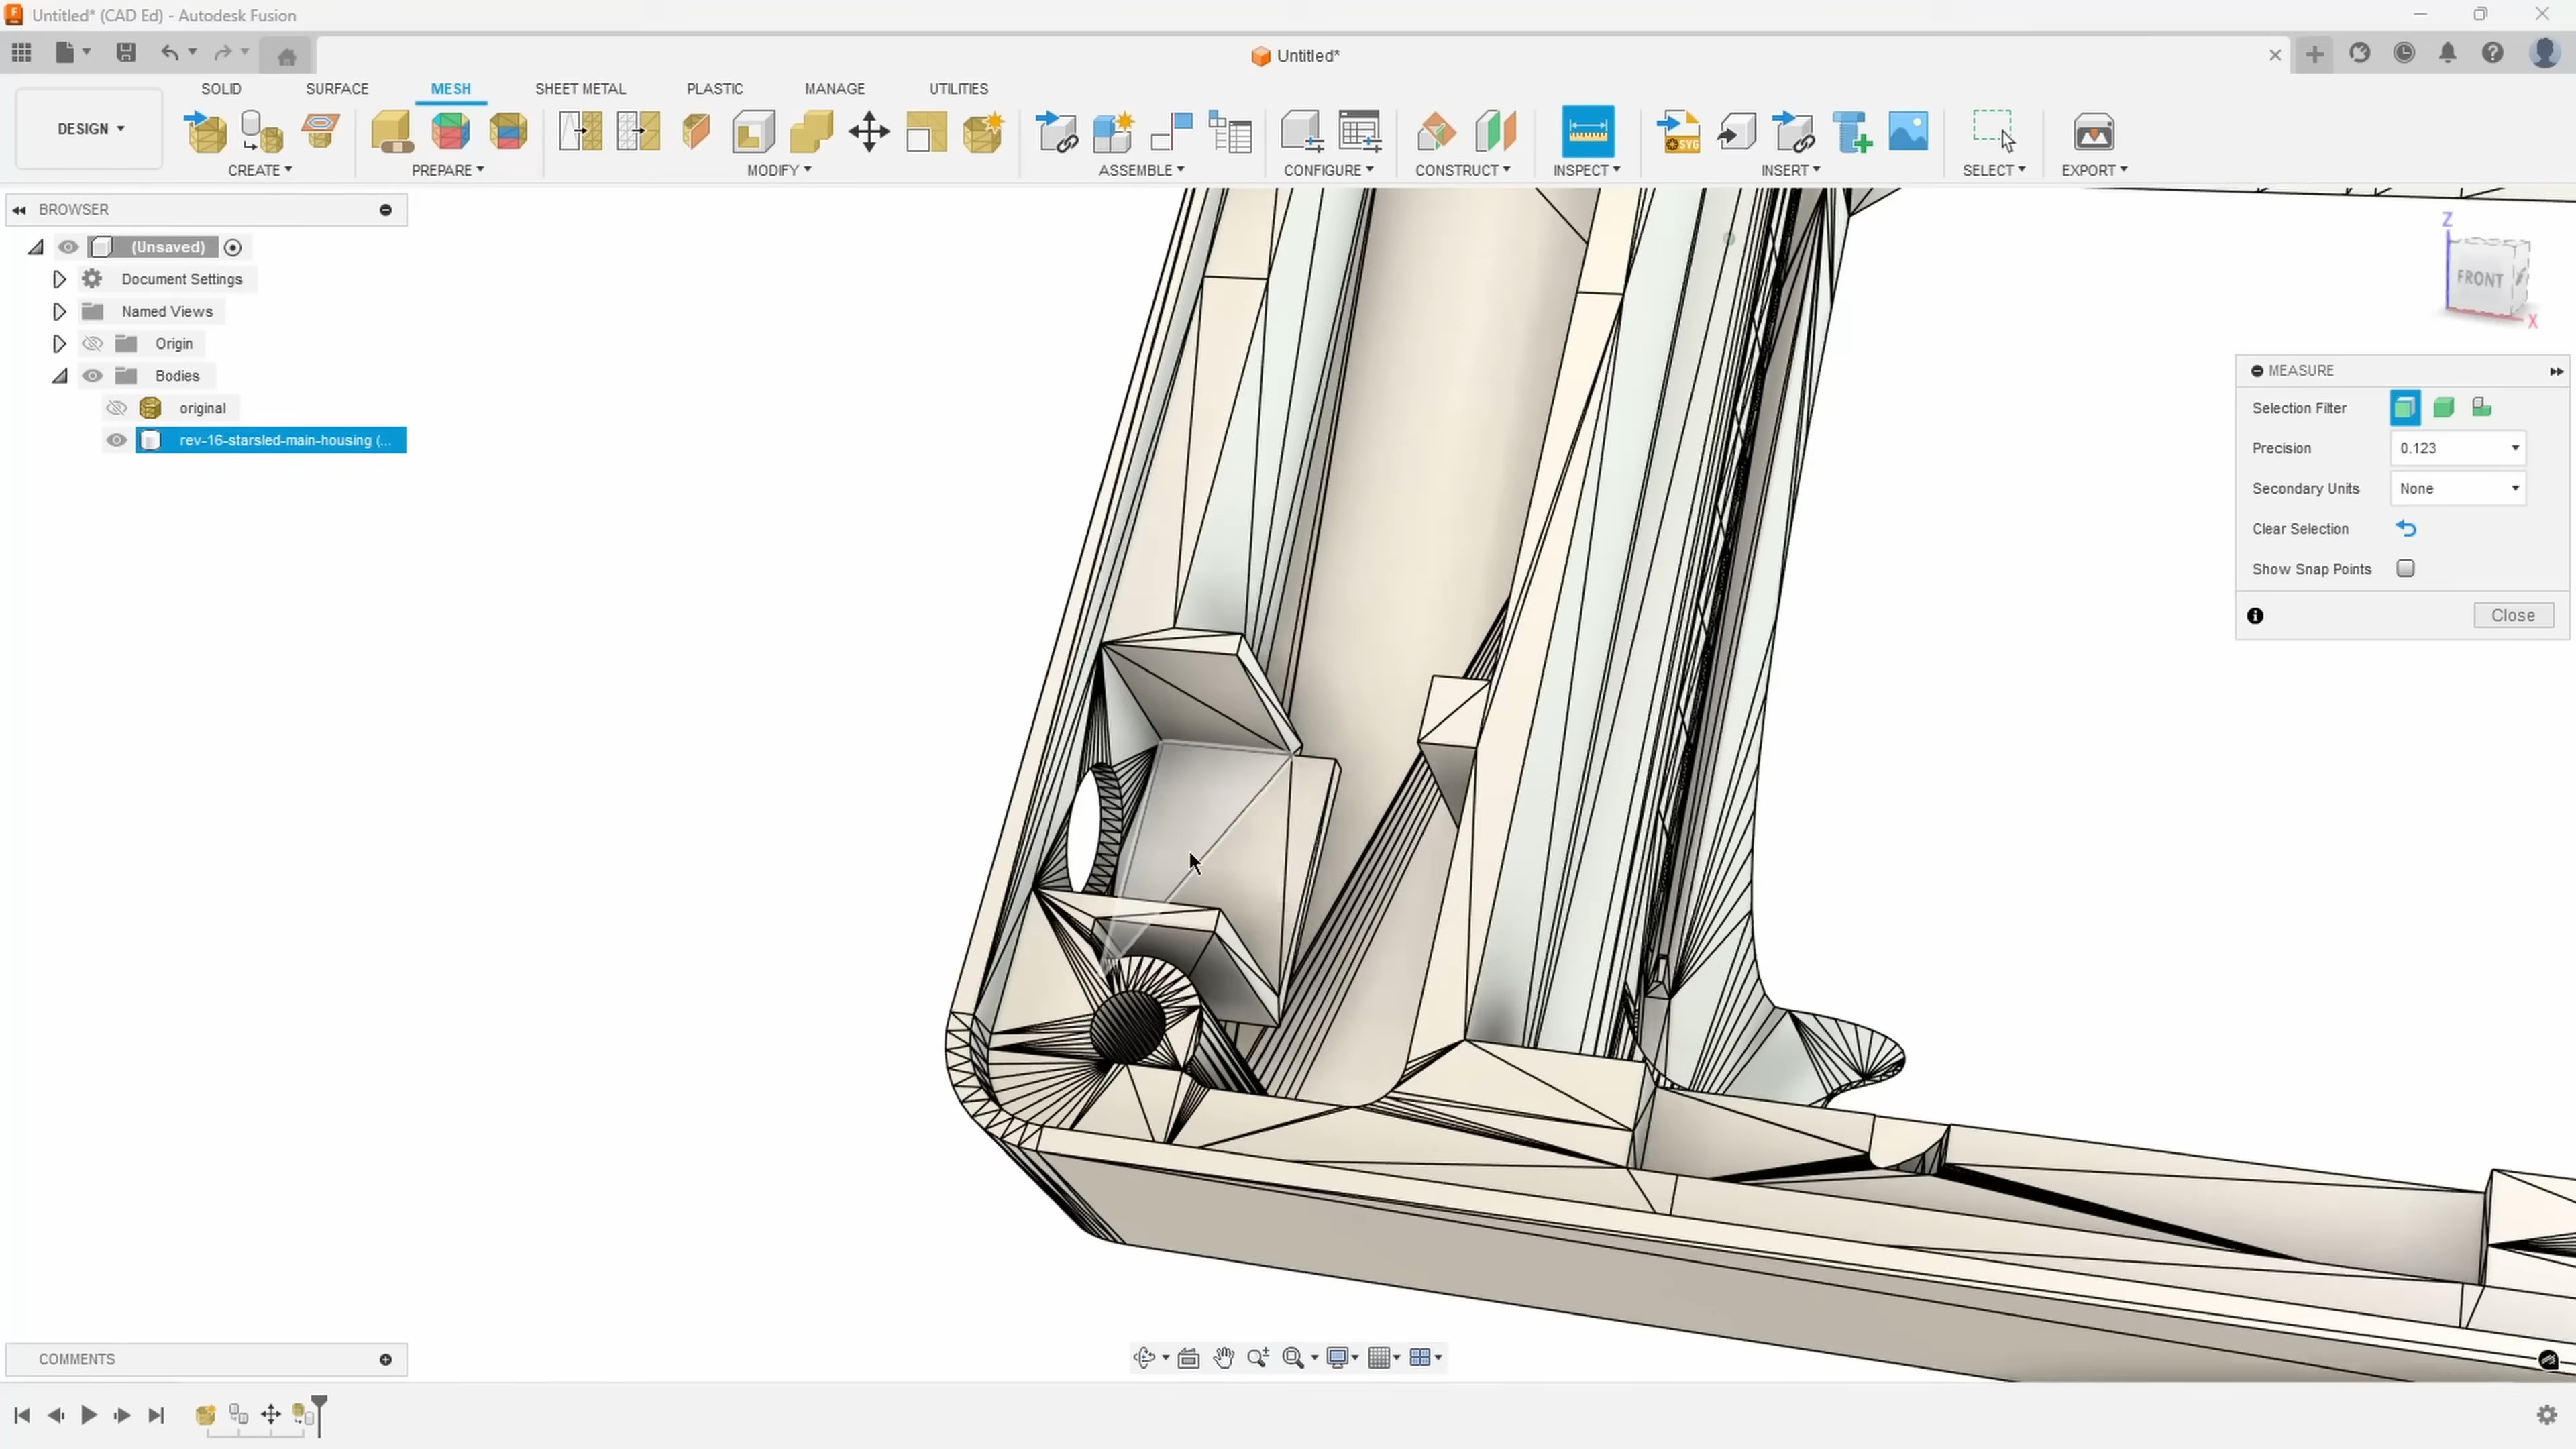 Untitled* (CAD Ed) - Autodesk Fusion
Untitled*
SOLID SURFACE MESH SHEET METAL PLASTIC MANAGE UTILITIES
DESIGN
CREATE PREPARE MODIFY ASSEMBLE CONFIGURE CONSTRUCT INSPECT INSERT SELECT EXPORT
SVG
BROWSER
(Unsaved)
Document Settings
Named Views
Origin
Bodies
original
rev-16-starsled-main-housing (...
Z
FRONT
X
MEASURE
Selection Filter
Precision 0.123
Secondary Units None
Clear Selection
Show Snap Points
Close
COMMENTS